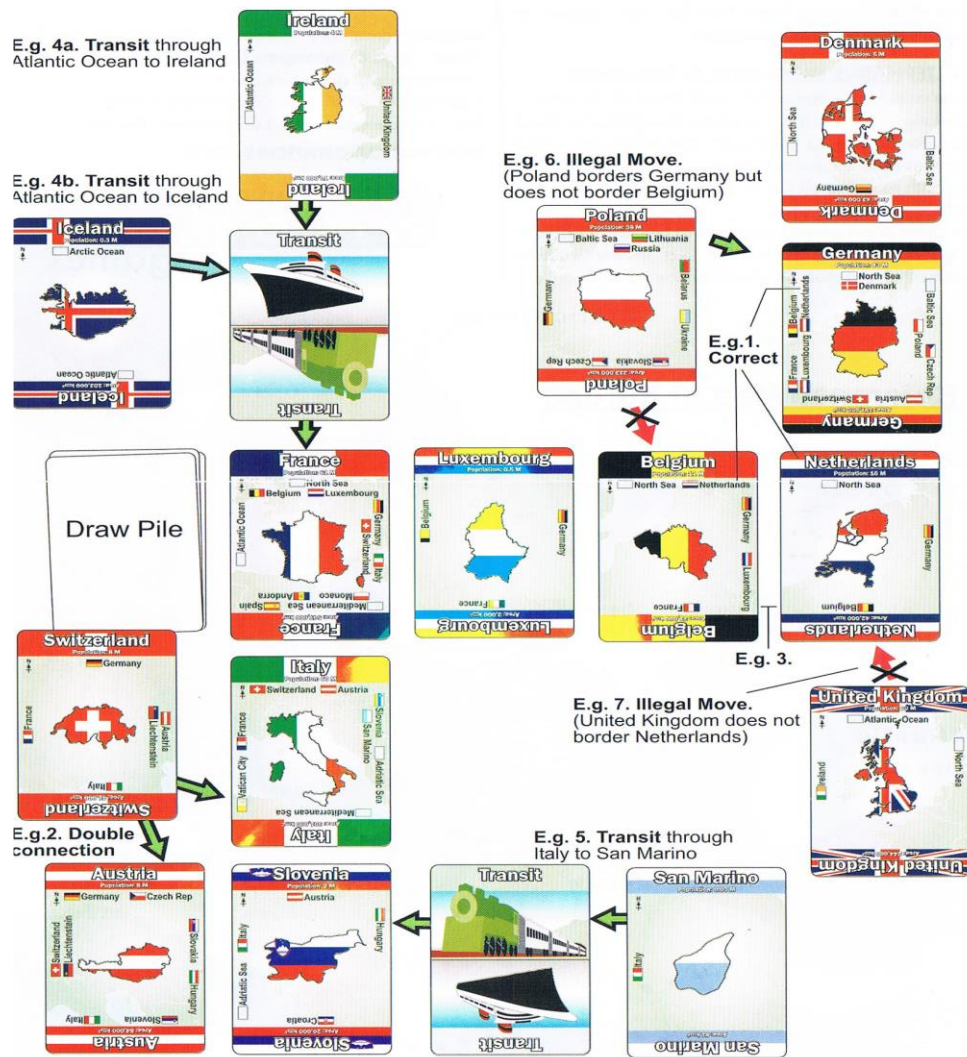 E.g. 4a. Transit through
Atlantic Ocean to Ireland
Ireland
Atlantic Ocean
United Kingdom
Ireland
Denmark
North Sea
Baltic Sea
Germany
Denmark
E.g. 6. Illegal Move.
(Poland borders Germany but
does not border Belgium)
E.g. 4b. Transit through
Atlantic Ocean to Iceland
Iceland
Population: 0.3 M
Arctic Ocean
Atlantic Ocean
Iceland
Transit
Transit
Poland
Baltic Sea
Lithuania
Russia
Germany
Belarus
Ukraine
Czech Rep
Slovakia
Poland
Germany
North Sea
Denmark
Netherlands
Belgium
Luxembourg
France
Baltic Sea
Poland
Czech Rep
Switzerland
Austria
Germany
E.g.1.
Correct
Draw Pile
France
North Sea
Belgium
Luxembourg
Atlantic Ocean
Germany
Switzerland
Italy
Monaco
Andorra
Spain
Mediterranean Sea
France
Luxembourg
Population: 0.5 M
Belgium
Germany
France
Luxembourg
Belgium
North Sea
Netherlands
Germany
Luxembourg
France
Belgium
Netherlands
North Sea
Germany
Belgium
Netherlands
E.g. 3.
Switzerland
Population: 8 M
Germany
France
Austria
Liechtenstein
Italy
Switzerland
Italy
Switzerland
Austria
France
Vatican City
Slovenia
San Marino
Adriatic Sea
Mediterranean Sea
Italy
E.g. 7. Illegal Move.
(United Kingdom does not
border Netherlands)
United Kingdom
Atlantic Ocean
Ireland
North Sea
United Kingdom
E.g.2. Double
connection
Austria
Population: 8 M
Germany
Czech Rep
Switzerland
Liechtenstein
Slovakia
Hungary
Italy
Slovenia
Austria
Slovenia
Population: 2 M
Austria
Italy
Adriatic Sea
Hungary
Croatia
Slovenia
E.g. 5. Transit through
Italy to San Marino
Transit
Transit
San Marino
Italy
San Marino